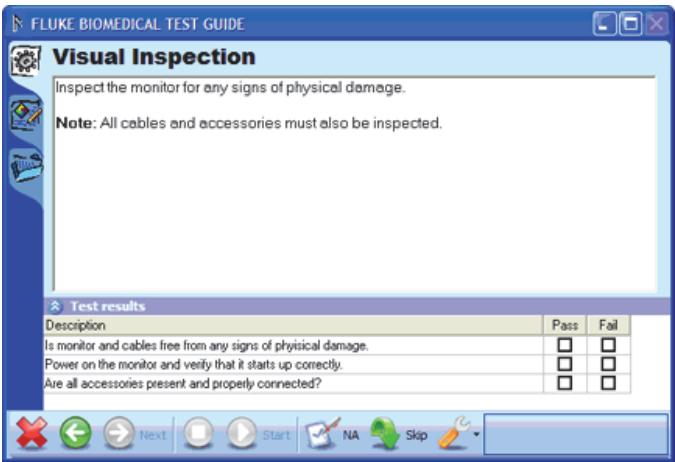 FLUKE BIOMEDICAL TEST GUIDE
Visual Inspection
Inspect the monitor for any signs of physical damage.
Note: All cables and accessories must also be inspected.
Test results
Description Pass Fail
Is monitor and cables free from any signs of phyisical damage.
Power on the monitor and verify that it starts up correctly.
Are all accessories present and properly connected?
Next Start NA Skip